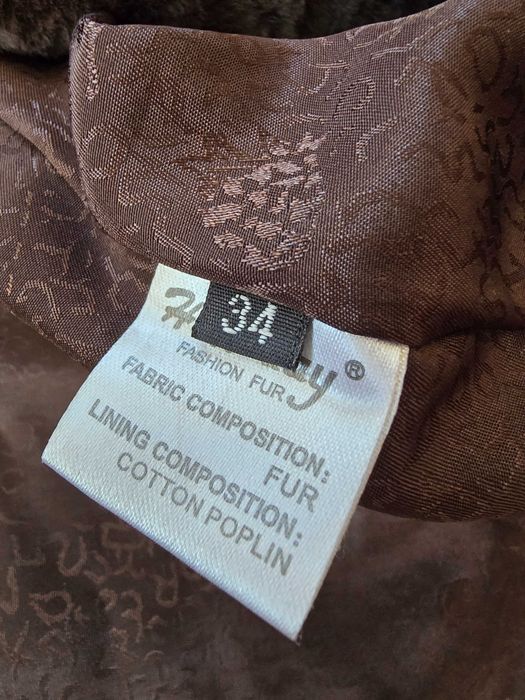 34
FASHION FUR
FABRIC COMPOSITION:
FUR
LINING COMPOSITION:
COTTON POPLIN